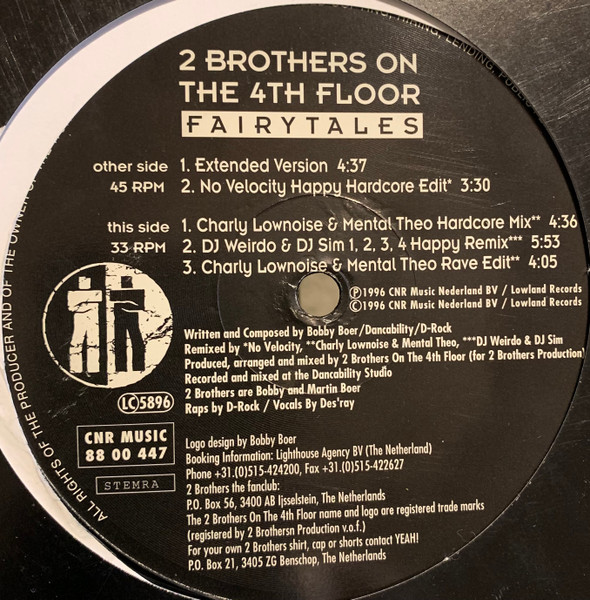 2 BROTHERS ON
THE 4TH FLOOR
FAIRYTALES
other side 1. Extended Version 4:37
45 RPM 2. No Velocity Happy Hardcore Edit* 3:30
this side 1. Charly Lownoise & Mental Theo Hardcore Mix** 4:36
33 RPM 2. DJ Weirdo & DJ Sim 1, 2, 3, 4 Happy Remix*** 5:53
3. Charly Lownoise & Mental Theo Rave Edit** 4:05
Ⓟ1996 CNR Music Nederland BV / Lowland Records
©1996 CNR Music Nederland BV / Lowland Records
Written and Composed by Bobby Boer/Dancability/D-Rock
Remixed by *No Velocity, **Charly Lownoise & Mental Theo, ***DJ Weirdo & DJ Sim
Produced, arranged and mixed by 2 Brothers On The 4th Floor (for 2 Brothers Production)
Recorded and mixed at the Dancability Studio
2 Brothers are Bobby and Martin Boer
Raps by D-Rock / Vocals By Des'ray
LC 5896
CNR MUSIC
88 00 447
STEMRA
Logo design by Bobby Boer
Booking Information: Lighthouse Agency BV (The Netherland)
Phone +31.(0)515-424200, Fax +31.(0)515-422627
2 Brothers the fanclub:
P.O. Box 56, 3400 AB Ijsselstein, The Netherlands
The 2 Brothers On The 4th Floor name and logo are registered trade marks
(registered by 2 Brothersn Production v.o.f.)
For your own 2 Brothers shirt, cap or shorts contact YEAH!
P.O. Box 21, 3405 ZG Benschop, The Netherlands
ALL RIGHTS OF THE PRODUCER AND OF THE OWNER OF
HIRING, LENDING, PUBLIC